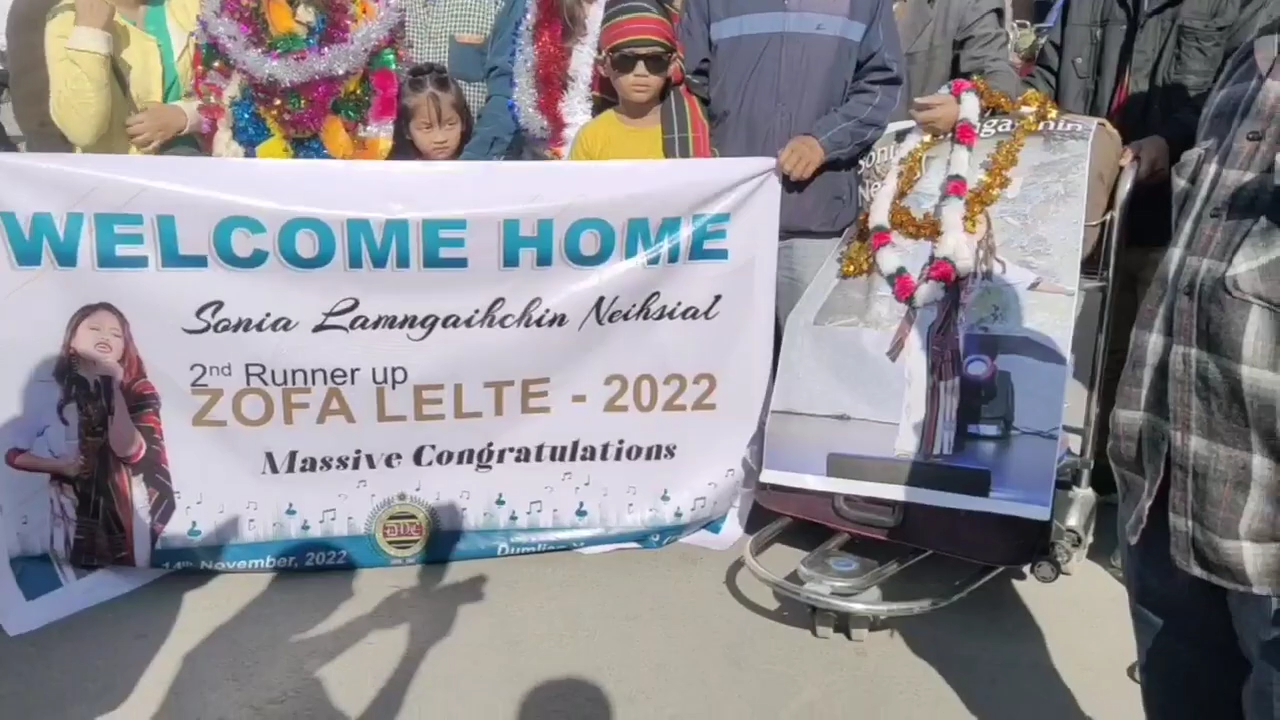 WELCOME HOME
Sonia Lamngaihchin Neihsial
2nd Runner up
ZOFA LELTE - 2022
Massive Congratulations
14th November, 2022